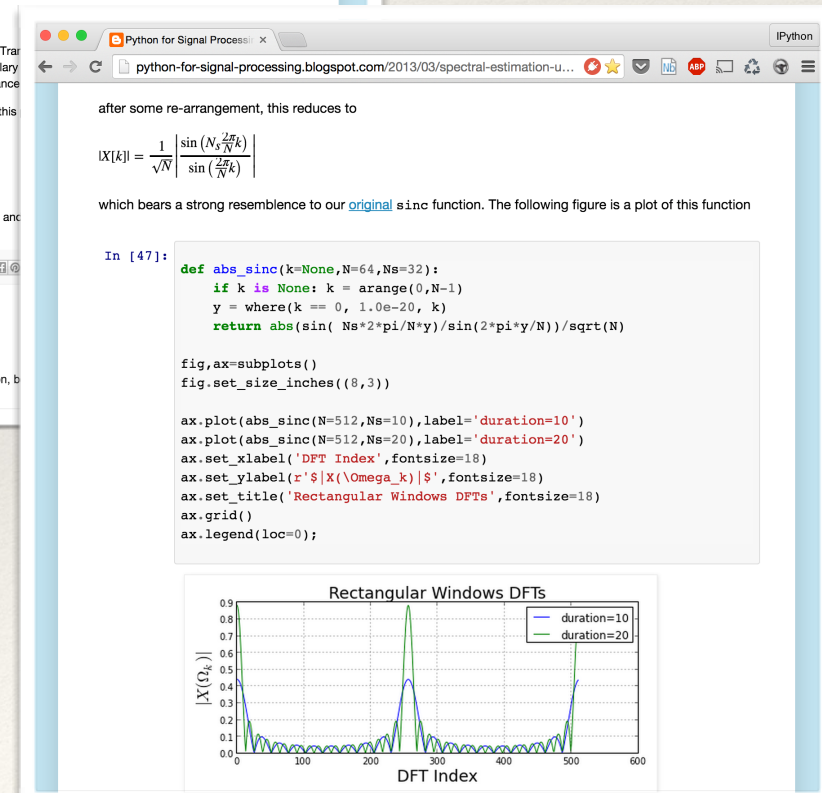 Python for Signal Processi
IPython
python-for-signal-processing.blogspot.com/2013/03/spectral-estimation-u...
Nb
ABP
this
and
after some re-arrangement, this reduces to
|X[k]| = 1/√N |sin (N_s 2π/N k) / sin (2π/N k)|
which bears a strong resemblence to our original sinc function. The following figure is a plot of this function
In [47]:
def abs_sinc(k=None,N=64,Ns=32):
    if k is None: k = arange(0,N-1)
    y = where(k == 0, 1.0e-20, k)
    return abs(sin( Ns*2*pi/N*y)/sin(2*pi*y/N))/sqrt(N)
fig,ax=subplots()
fig.set_size_inches((8,3))
ax.plot(abs_sinc(N=512,Ns=10),label='duration=10')
ax.plot(abs_sinc(N=512,Ns=20),label='duration=20')
ax.set_xlabel('DFT Index',fontsize=18)
ax.set_ylabel(r'$|X(\Omega_k)|$',fontsize=18)
ax.set_title('Rectangular Windows DFTs',fontsize=18)
ax.grid()
ax.legend(loc=0);
Rectangular Windows DFTs
duration=10
duration=20
|X(Ω_k)|
0.9
0.8
0.7
0.6
0.5
0.4
0.3
0.2
0.1
0.0
0 100 200 300 400 500 600
DFT Index